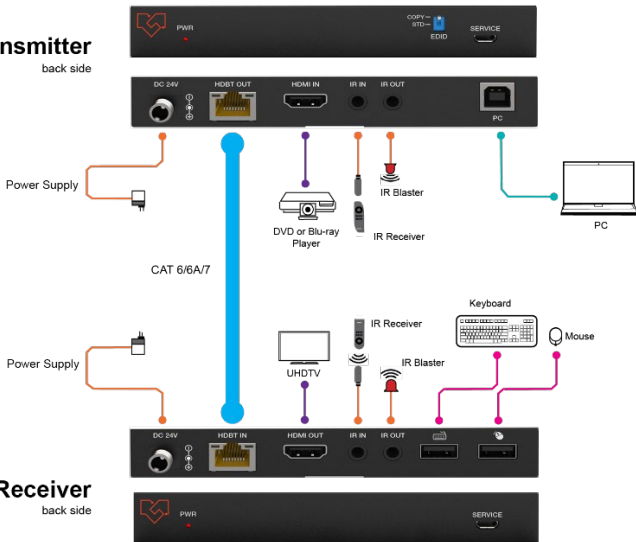 COPY
STD
EDID
PWR
SERVICE
back side
DC 24V
HDBT OUT
HDMI IN
IR IN
IR OUT
PC
Power Supply
IR Blaster
DVD or Blu-ray
Player
IR Receiver
PC
CAT 6/6A/7
Keyboard
IR Receiver
Mouse
Power Supply
UHDTV
IR Blaster
DC 24V
HDBT IN
HDMI OUT
IR IN
IR OUT
Receiver
back side
PWR
SERVICE